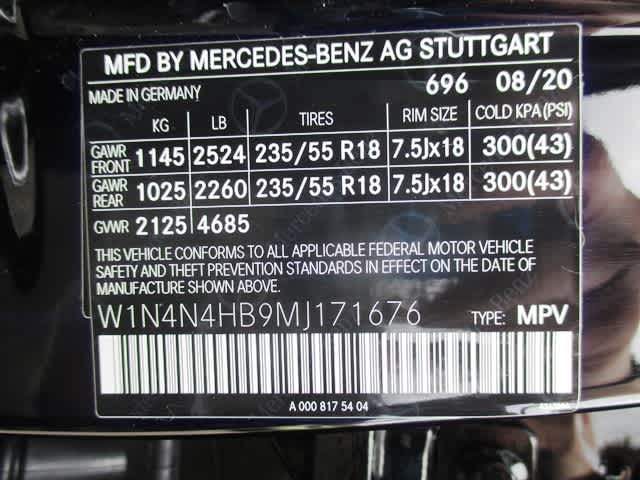 MFD BY MERCEDES-BENZ AG STUTTGART
MADE IN GERMANY 696 08/20
KG LB TIRES RIM SIZE COLD KPA(PSI)
GAWR FRONT 1145 2524 235/55 R18 7.5Jx18 300(43)
GAWR REAR 1025 2260 235/55 R18 7.5Jx18 300(43)
GVWR 2125 4685
THIS VEHICLE CONFORMS TO ALL APPLICABLE FEDERAL MOTOR VEHICLE
SAFETY AND THEFT PREVENTION STANDARDS IN EFFECT ON THE DATE OF
MANUFACTURE SHOWN ABOVE.
W1N4N4HB9MJ171676 TYPE: MPV
A 000 817 54 04